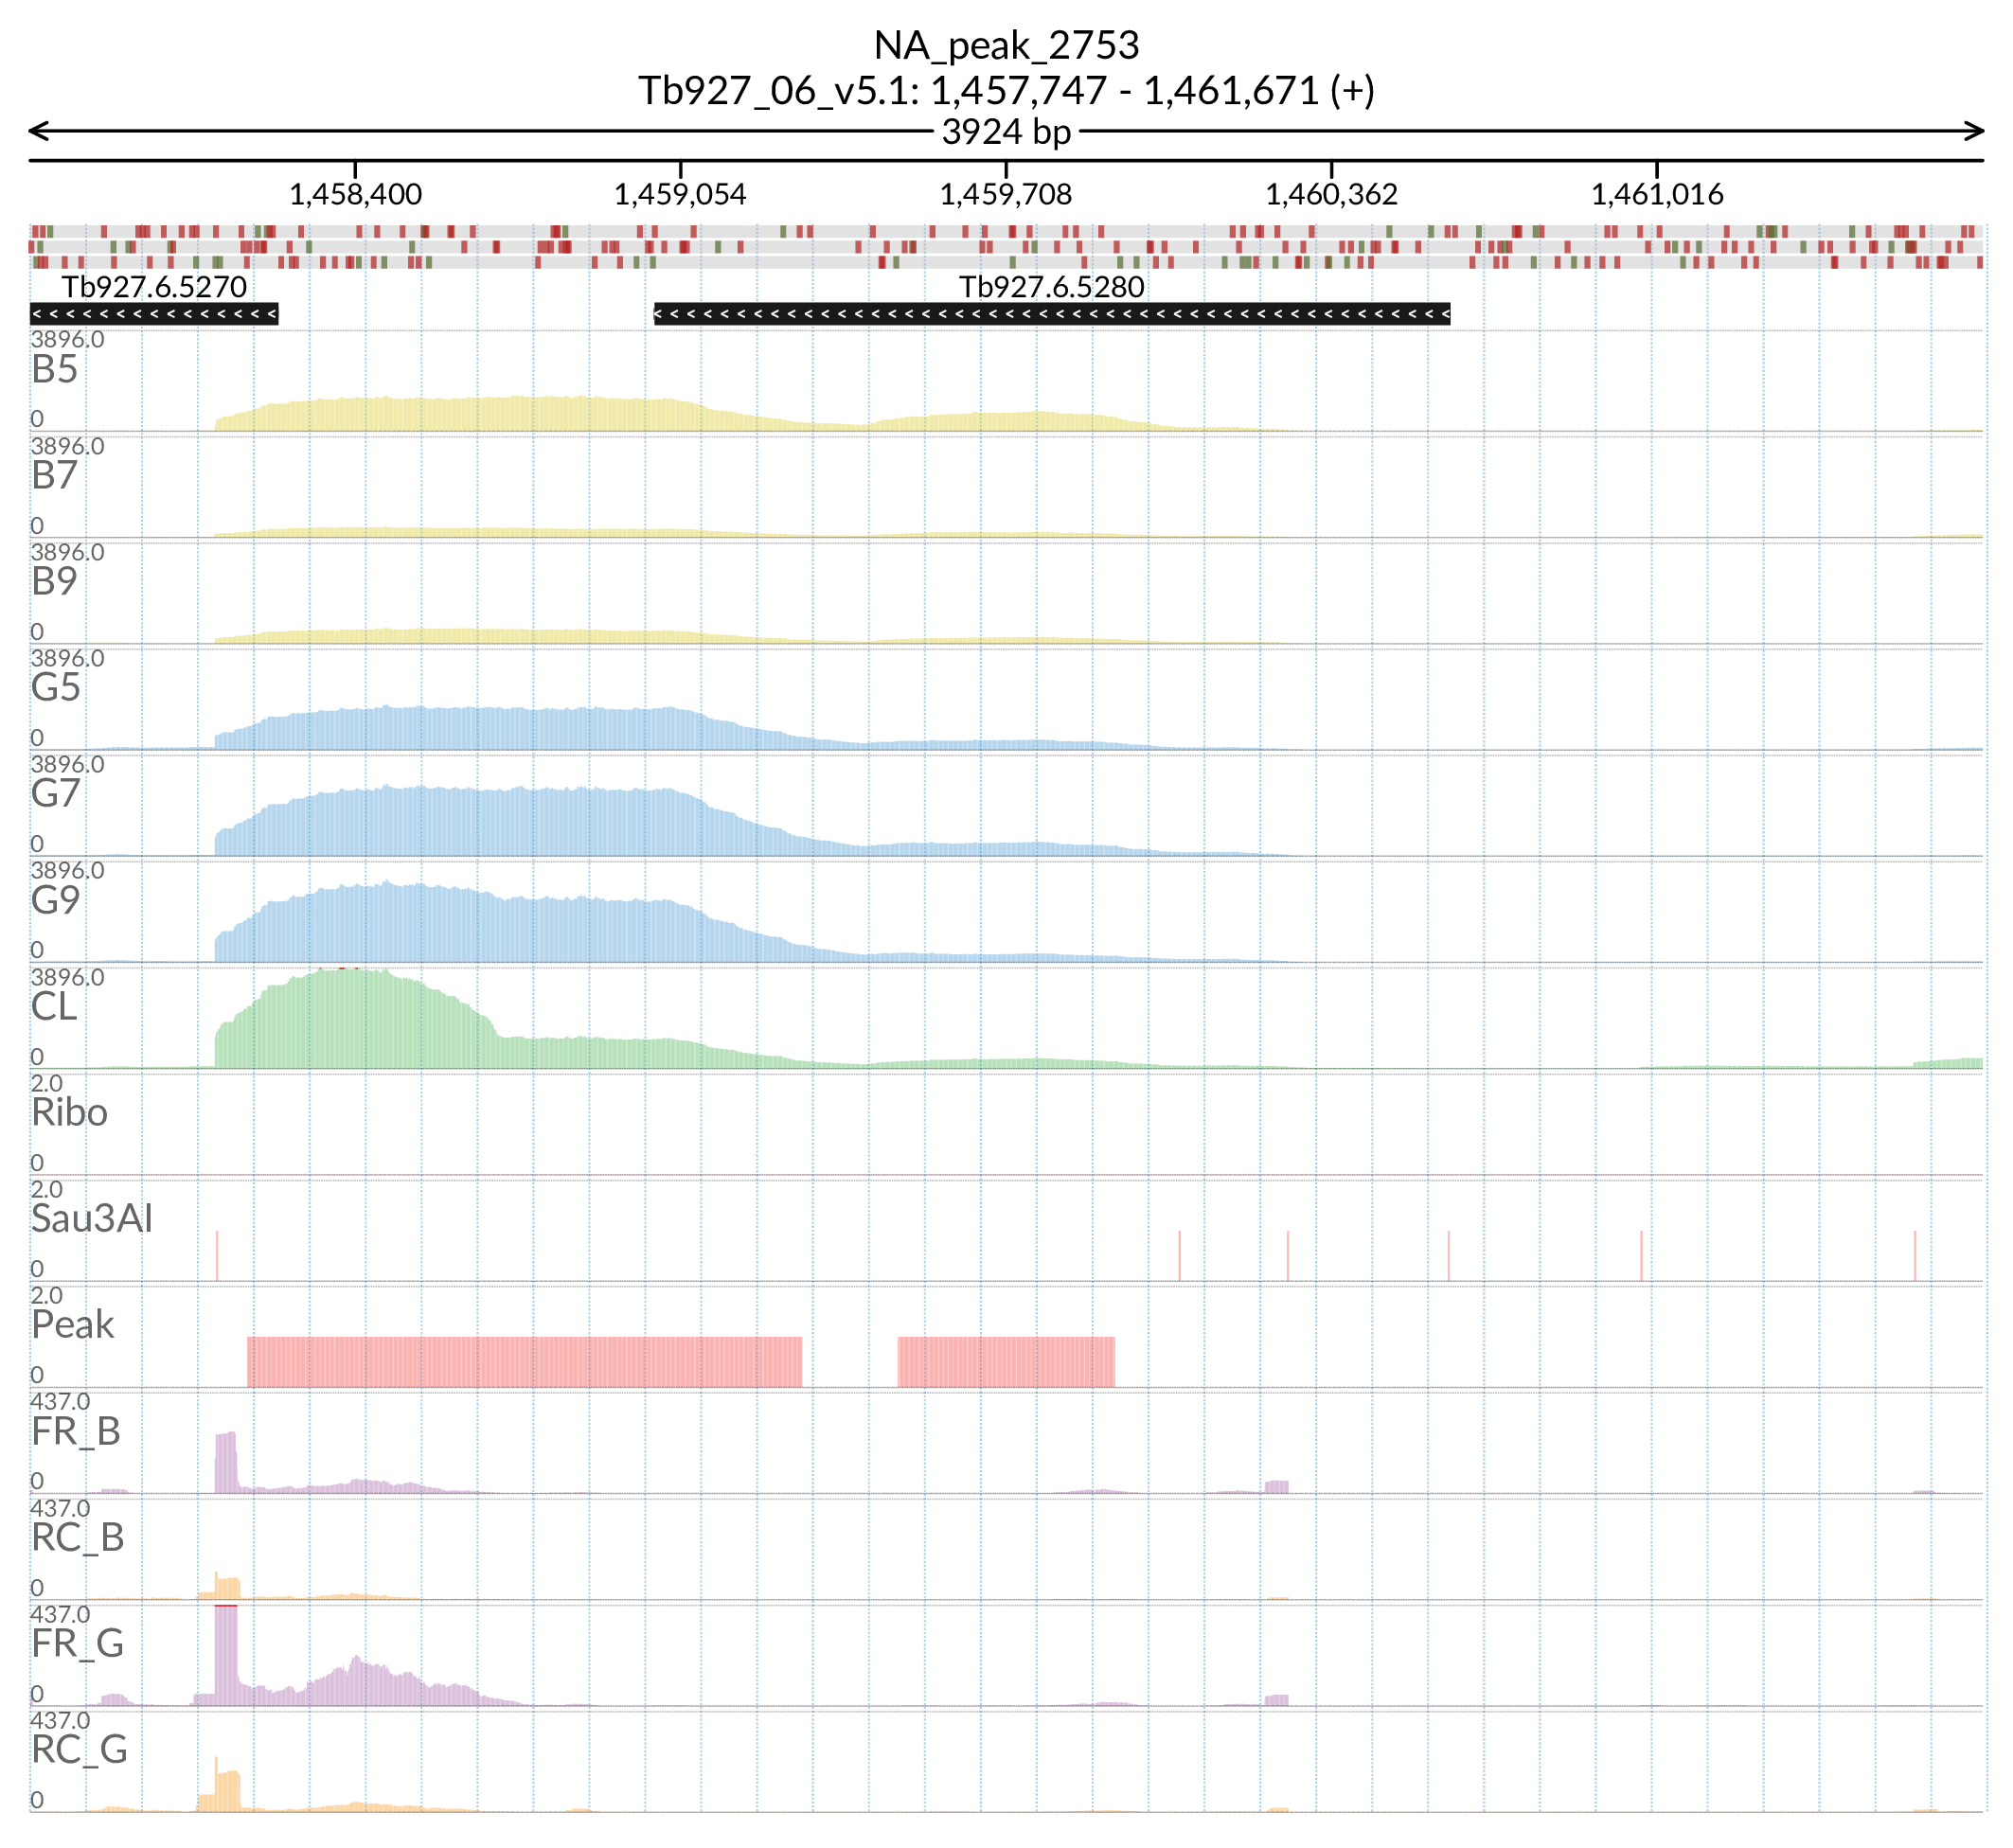 NA_peak_2753
Tb927_06_v5.1: 1,457,747 - 1,461,671 (+)
3924 bp
1,458,400 1,459,054 1,459,708 1,460,362 1,461,016
Tb927.6.5270 Tb927.6.5280
3896.0
B5
0
3896.0
B7
0
3896.0
B9
0
3896.0
G5
0
3896.0
G7
0
3896.0
G9
0
3896.0
CL
0
2.0
Ribo
0
2.0
Sau3AI
0
2.0
Peak
0
437.0
FR_B
0
437.0
RC_B
0
437.0
FR_G
0
437.0
RC_G
0